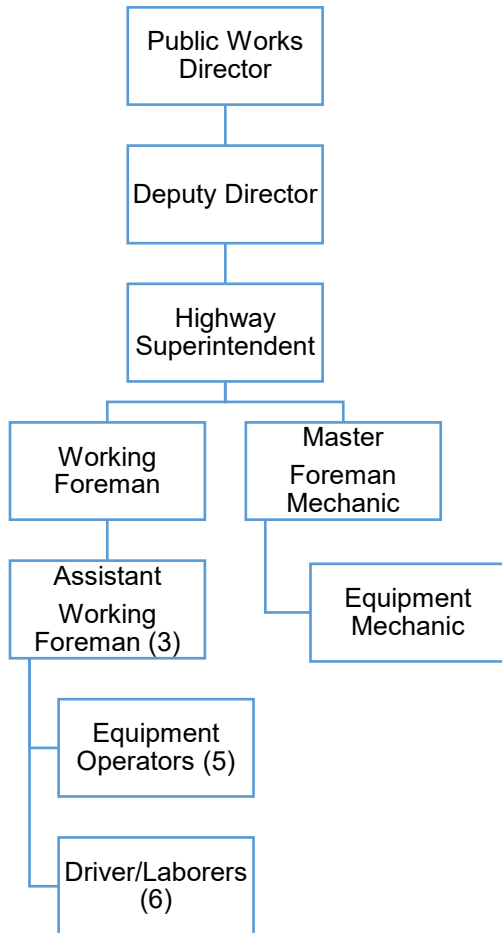 Public Works
Director
Deputy Director
Highway
Superintendent
Working
Foreman
Master
Foreman
Mechanic
Assistant
Working
Foreman (3)
Equipment
Mechanic
Equipment
Operators (5)
Driver/Laborers
(6)